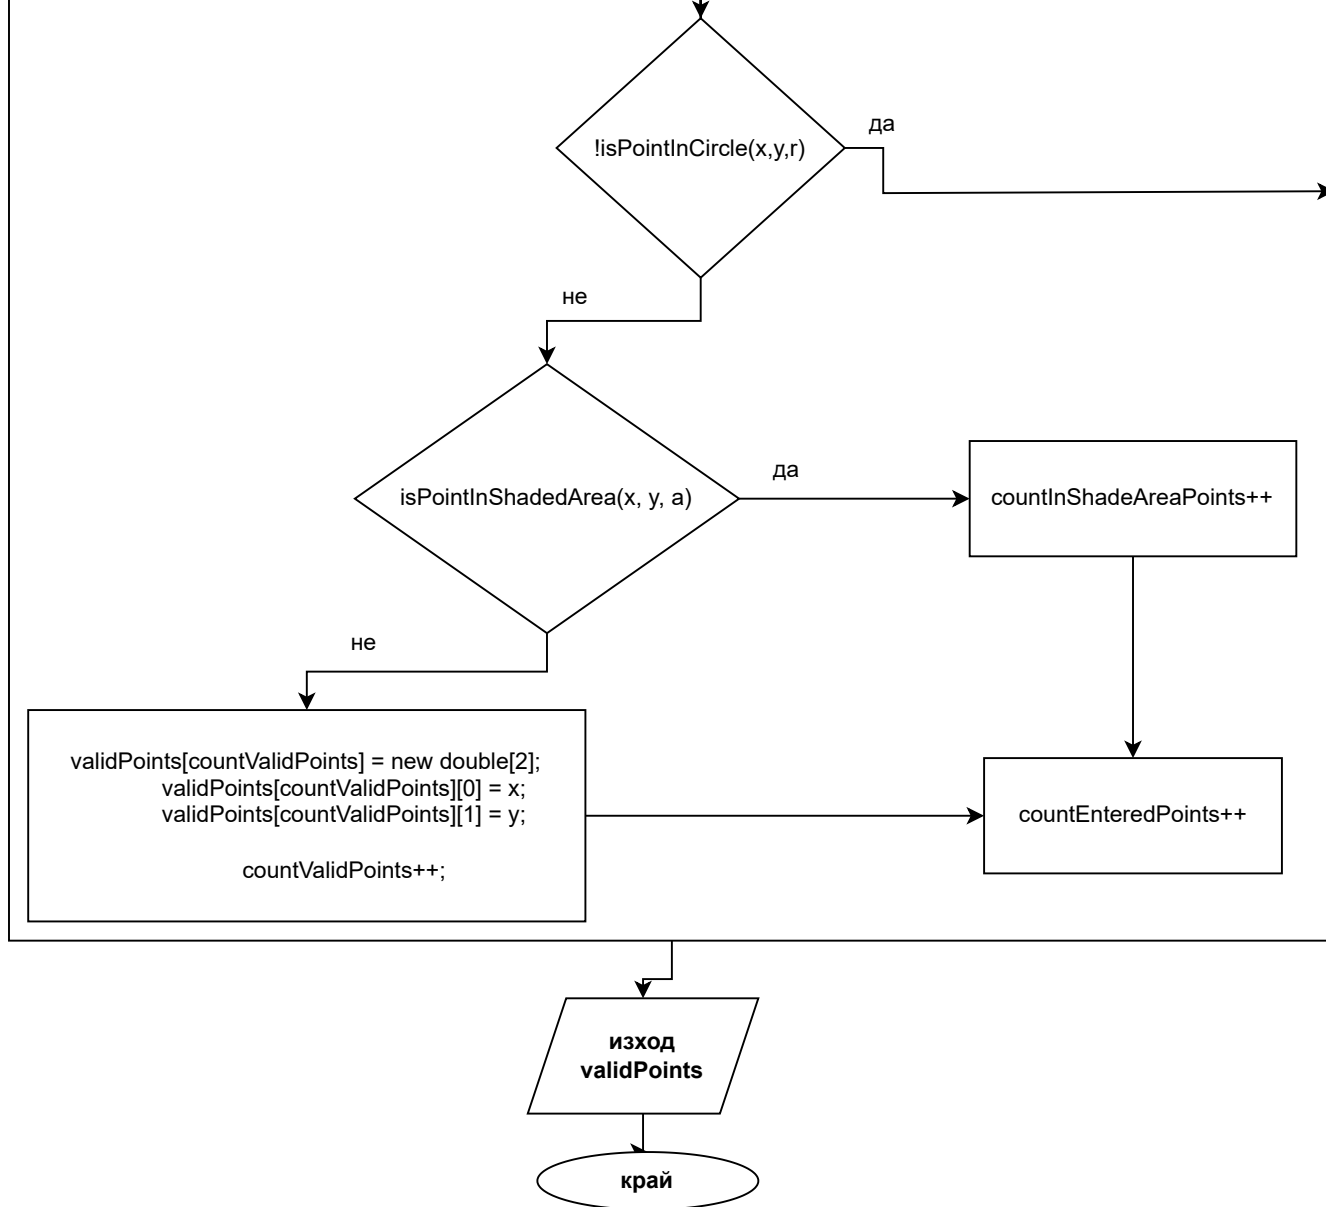 !isPointInCircle(x,y,r)
да
не
isPointInShadedArea(x, y, a)
да
countInShadeAreaPoints++
не
validPoints[countValidPoints] = new double[2];
validPoints[countValidPoints][0] = x;
validPoints[countValidPoints][1] = y;
countValidPoints++;
countEnteredPoints++
изход
validPoints
край